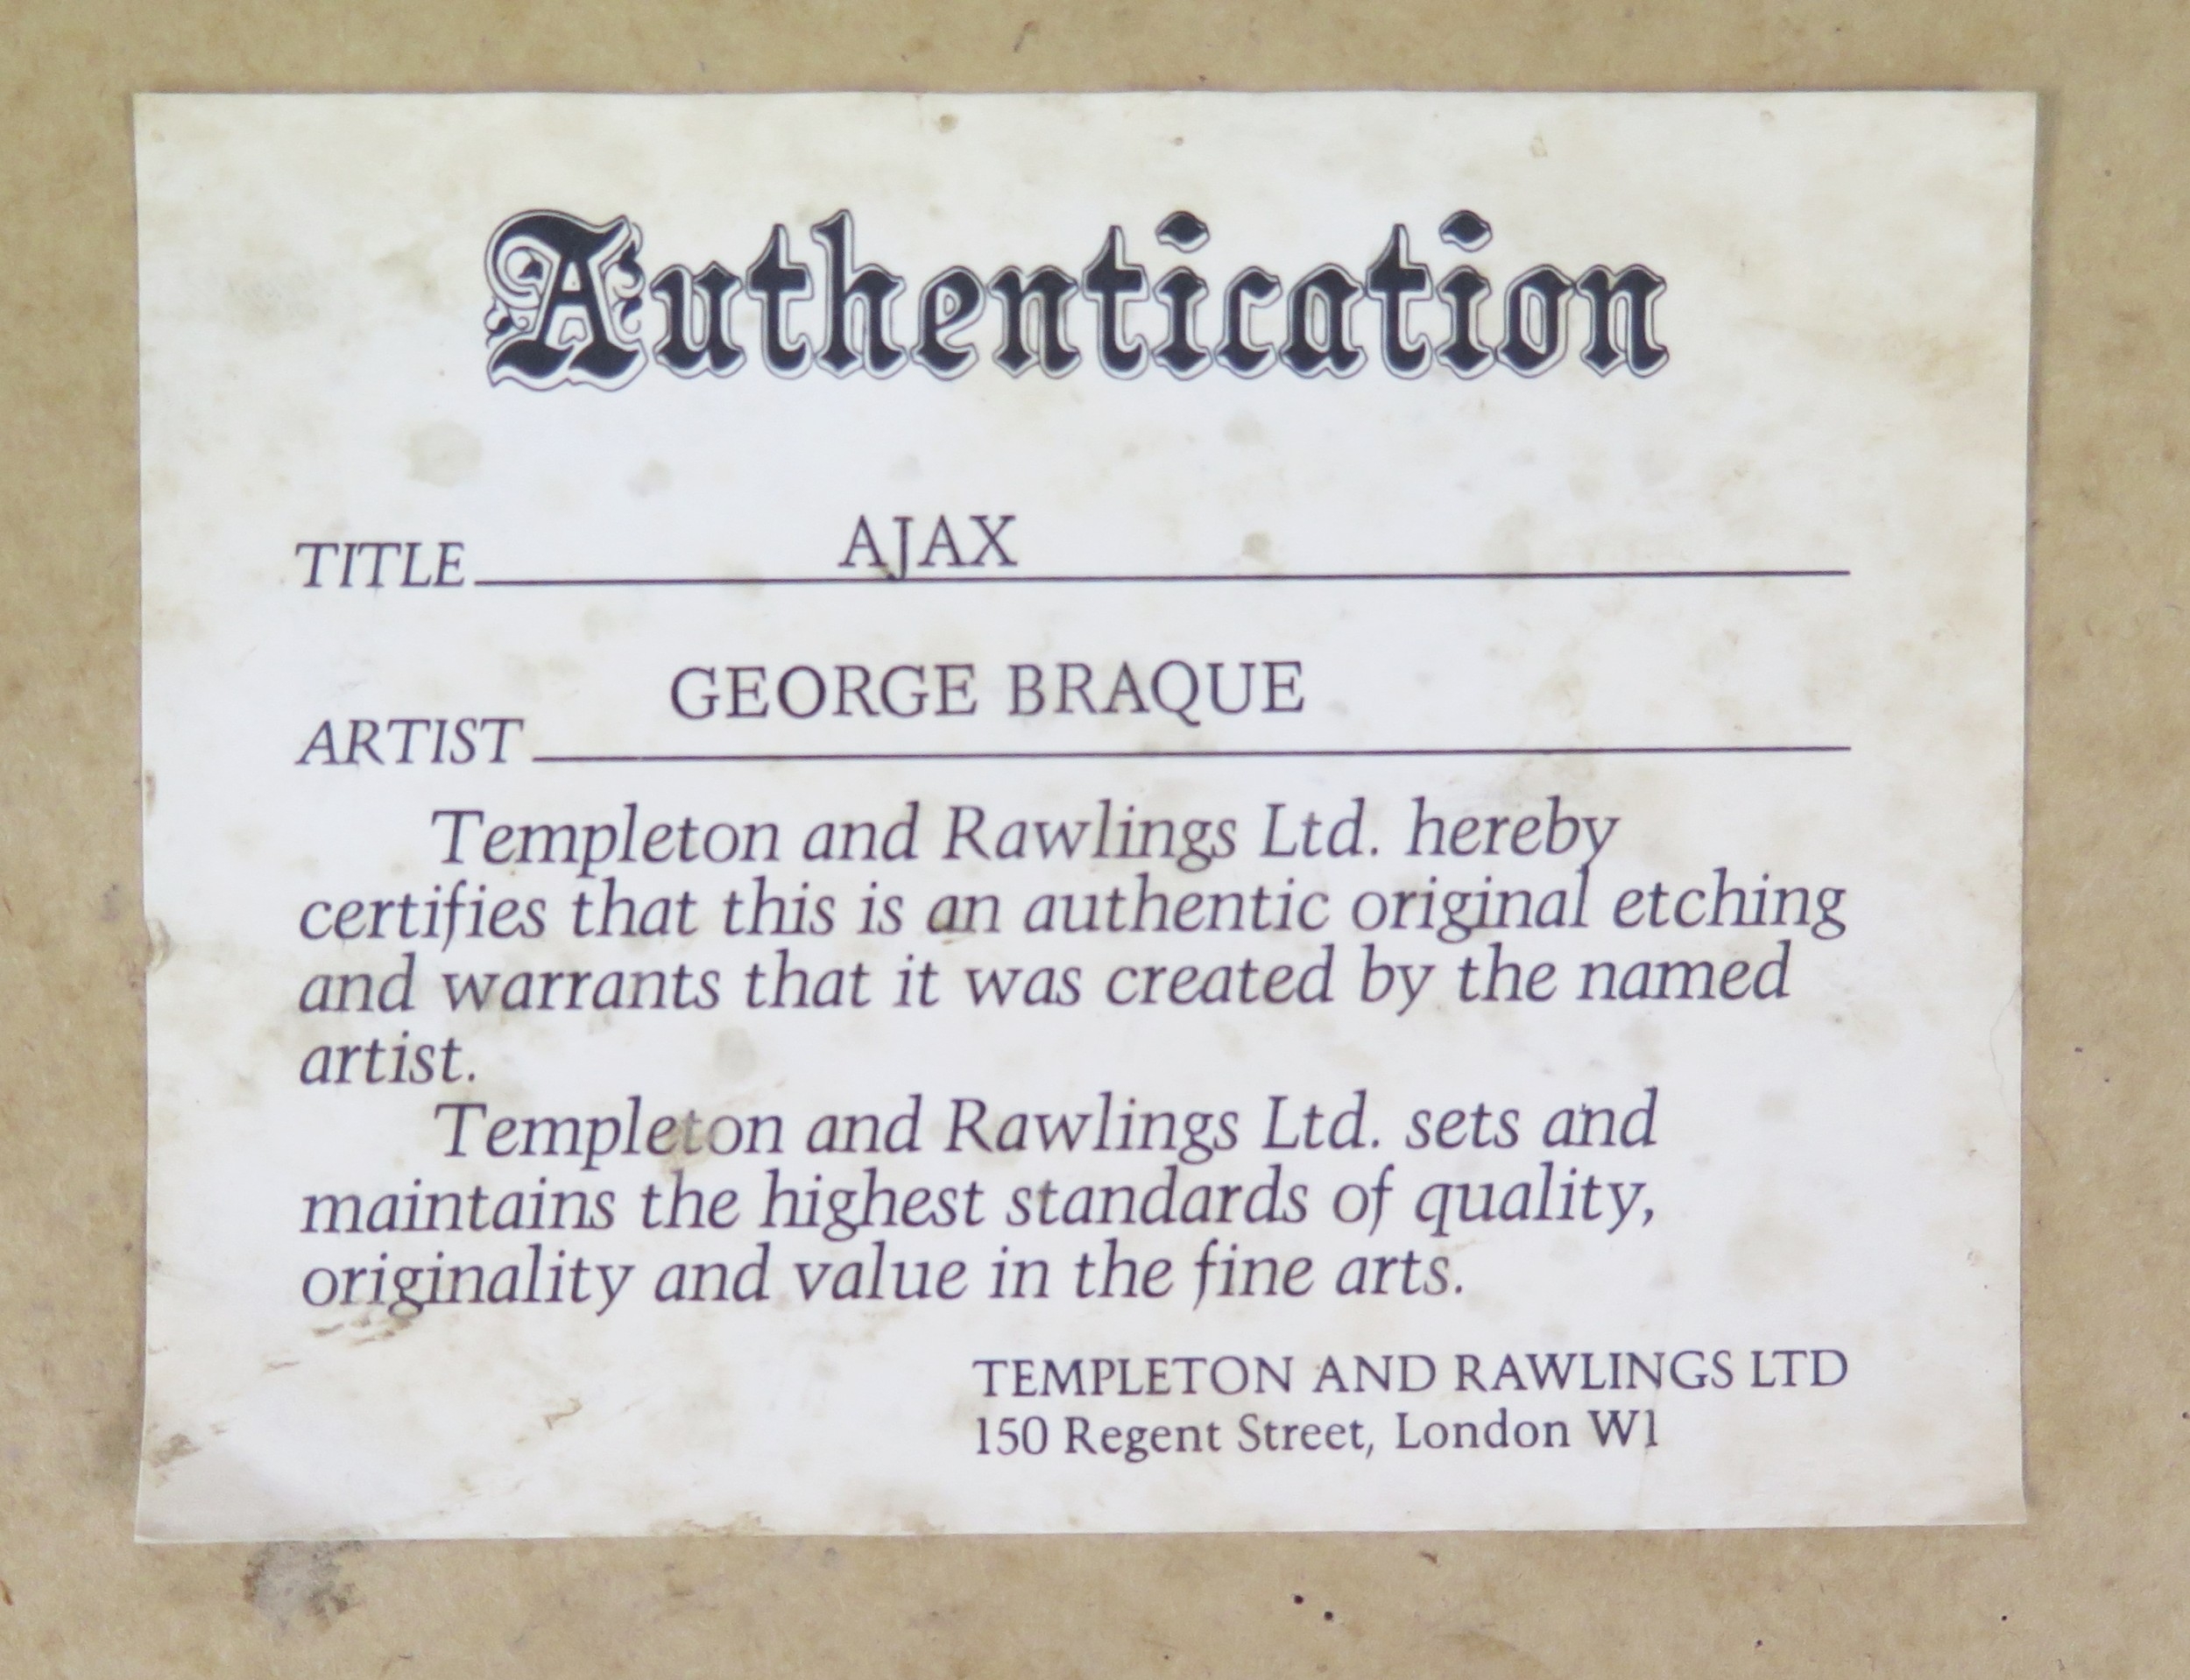 Authentication
TITLE AJAX
ARTIST GEORGE BRAQUE
Templeton and Rawlings Ltd. hereby
certifies that this is an authentic original etching
and warrants that it was created by the named
artist.
Templeton and Rawlings Ltd. sets and
maintains the highest standards of quality,
originality and value in the fine arts.
TEMPLETON AND RAWLINGS LTD
150 Regent Street, London W1